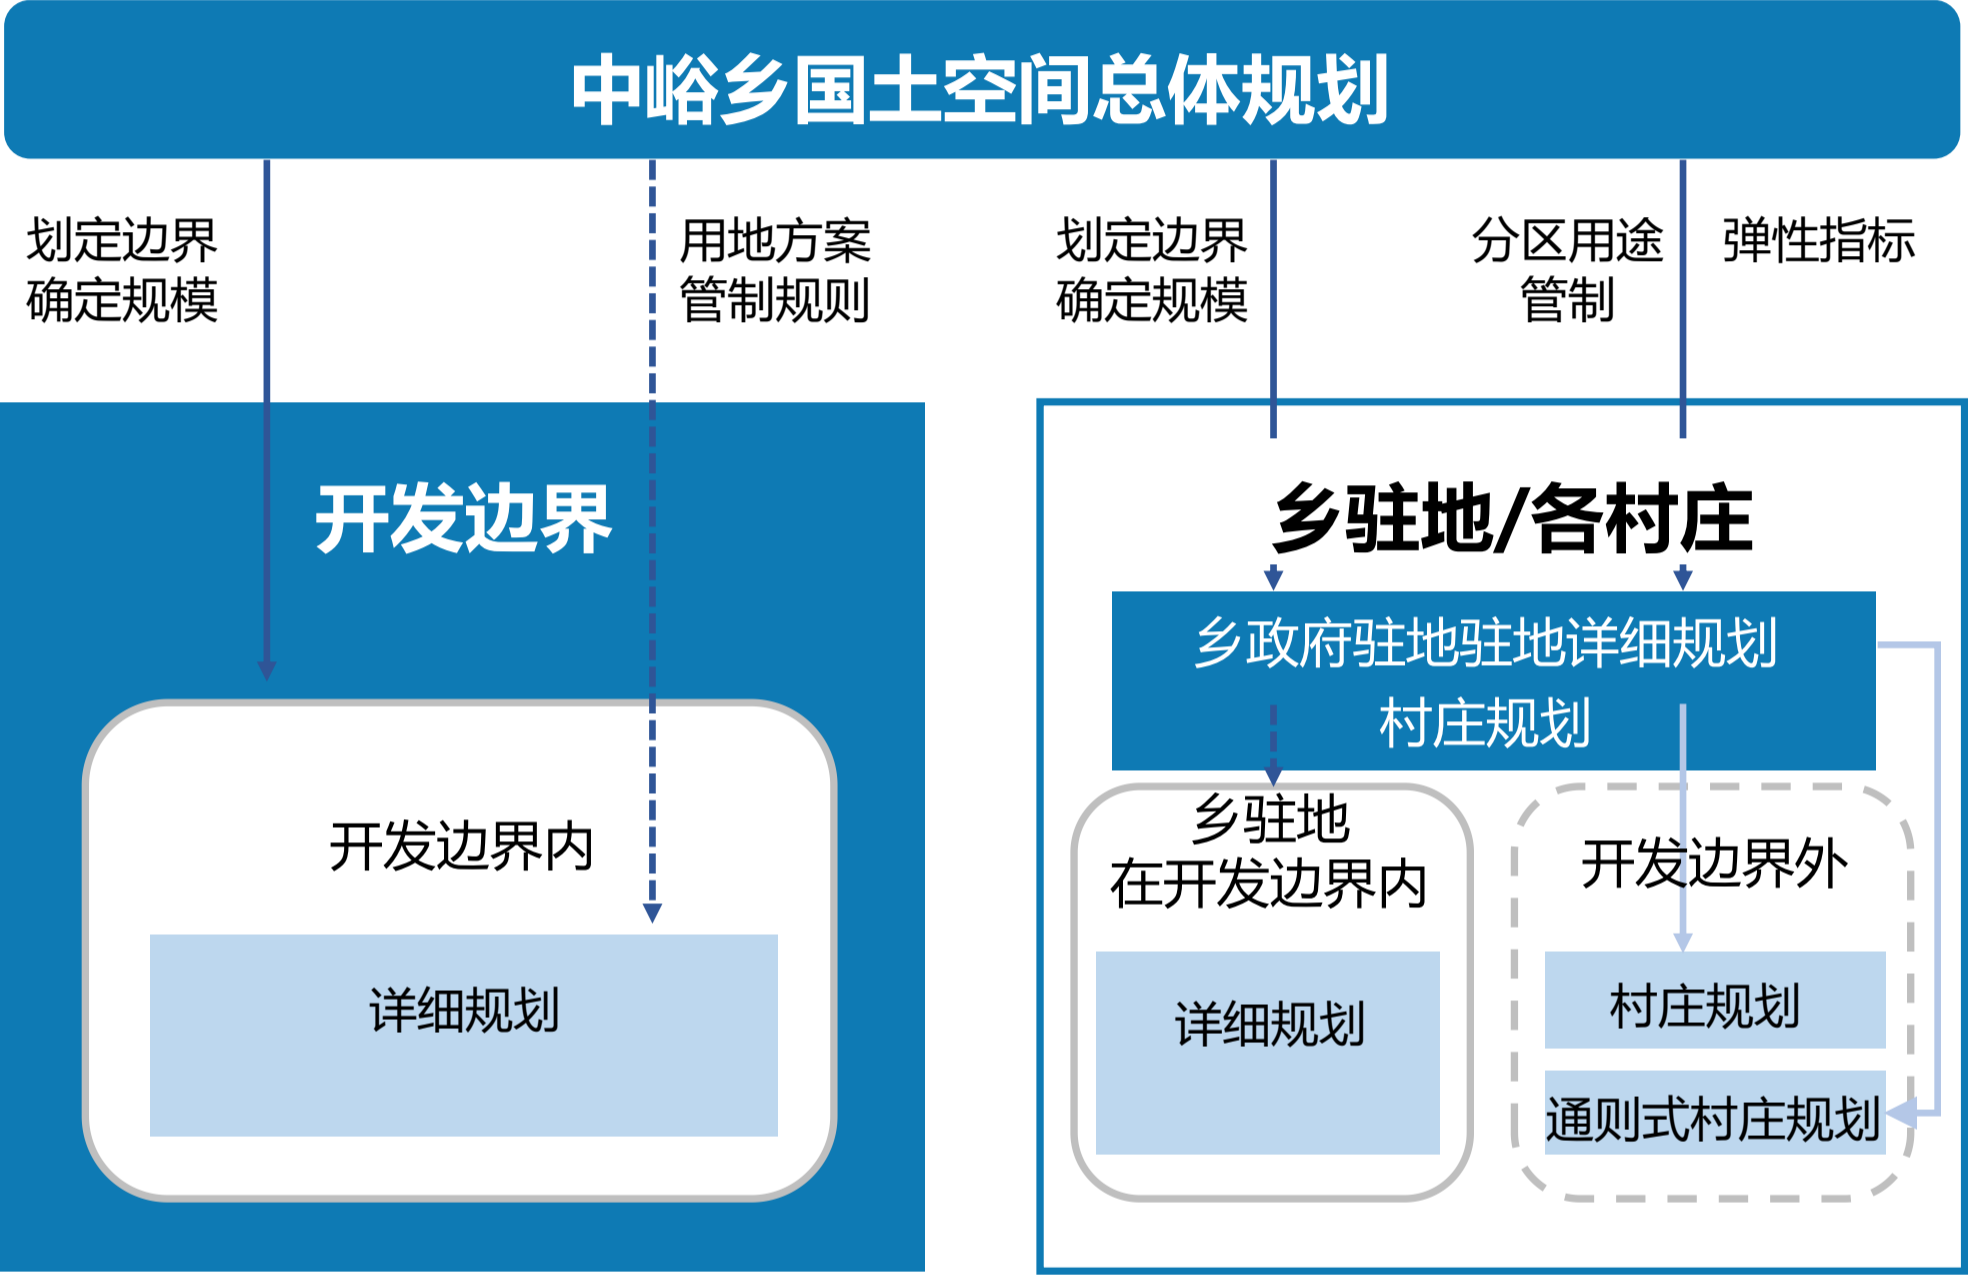 中峪乡国土空间总体规划
划定边界
确定规模
用地方案
管制规则
划定边界
确定规模
分区用途
管制
弹性指标
开发边界
开发边界内
详细规划
乡驻地/各村庄
乡政府驻地驻地详细规划
村庄规划
乡驻地
在开发边界内
详细规划
开发边界外
村庄规划
通则式村庄规划